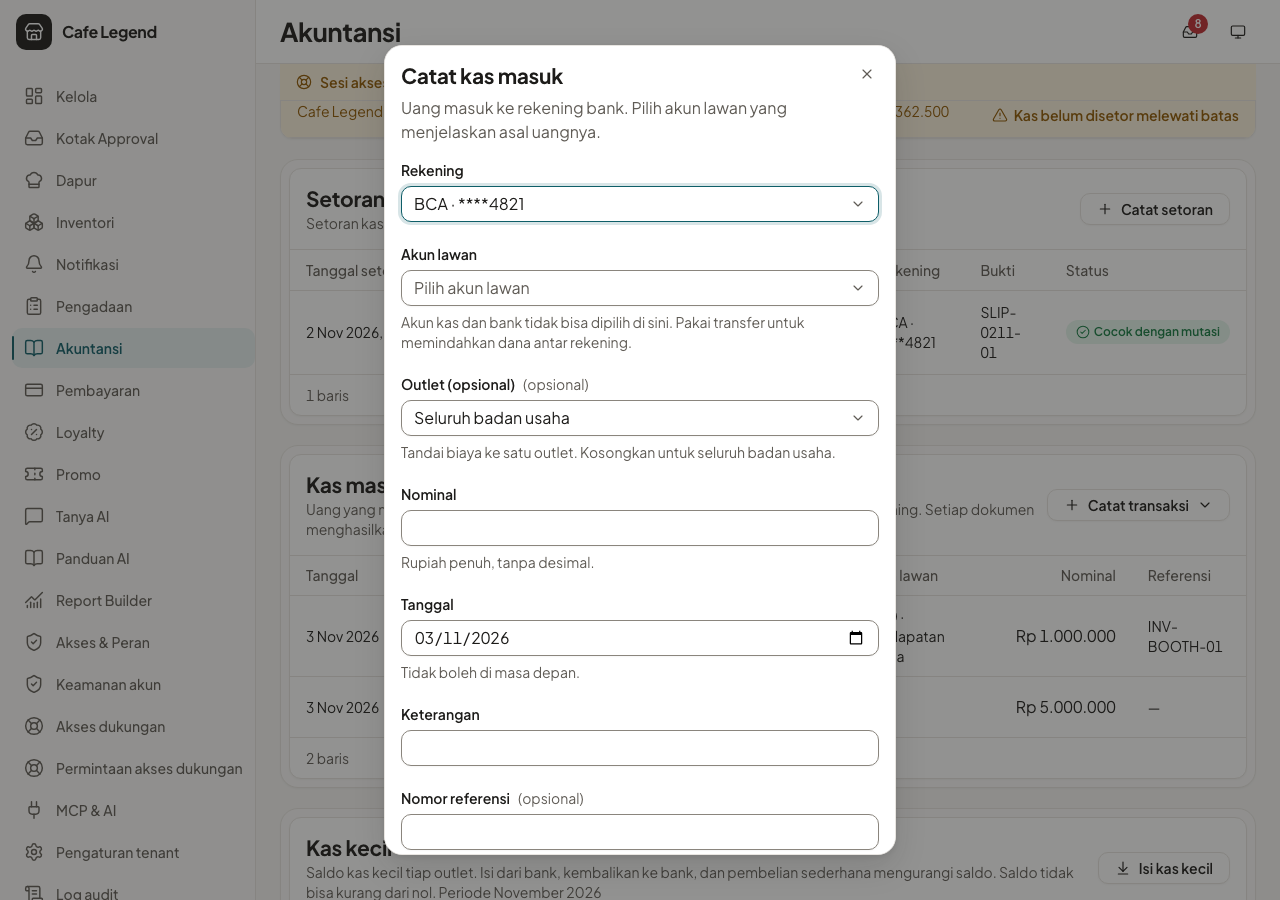 Cafe Legend
Akuntansi
8
Kelola
Kotak Approval
Dapur
Inventori
Notifikasi
Pengadaan
Akuntansi
Pembayaran
Loyalty
Promo
Tanya AI
Panduan AI
Report Builder
Akses & Peran
Keamanan akun
Akses dukungan
Permintaan akses dukungan
MCP & AI
Pengaturan tenant
Log audit
Sesi akses
Cafe Legend
362.500
Kas belum disetor melewati batas
Setoran
Setoran kas
Catat setoran
Tanggal seto
kening
Bukti
Status
2 Nov 2026,
CA ·
**4821
SLIP-
0211-
01
Cocok dengan mutasi
1 baris
Kas mas
Uang yang
ning. Setiap dokumen
menghasilk
Catat transaksi
Tanggal
lawan
Nominal
Referensi
3 Nov 2026
dapatan
Rp 1.000.000
INV-
BOOTH-01
3 Nov 2026
Rp 5.000.000
—
2 baris
Kas kecil
Saldo kas kecil tiap outlet. Isi dari bank, kembalikan ke bank, dan pembelian sederhana mengurangi saldo. Saldo tidak
bisa kurang dari nol. Periode November 2026
Isi kas kecil
Catat kas masuk
Uang masuk ke rekening bank. Pilih akun lawan yang
menjelaskan asal uangnya.
Rekening
BCA · ****4821
Akun lawan
Pilih akun lawan
Akun kas dan bank tidak bisa dipilih di sini. Pakai transfer untuk
memindahkan dana antar rekening.
Outlet (opsional) (opsional)
Seluruh badan usaha
Tandai biaya ke satu outlet. Kosongkan untuk seluruh badan usaha.
Nominal
Rupiah penuh, tanpa desimal.
Tanggal
03/11/2026
Tidak boleh di masa depan.
Keterangan
Nomor referensi (opsional)